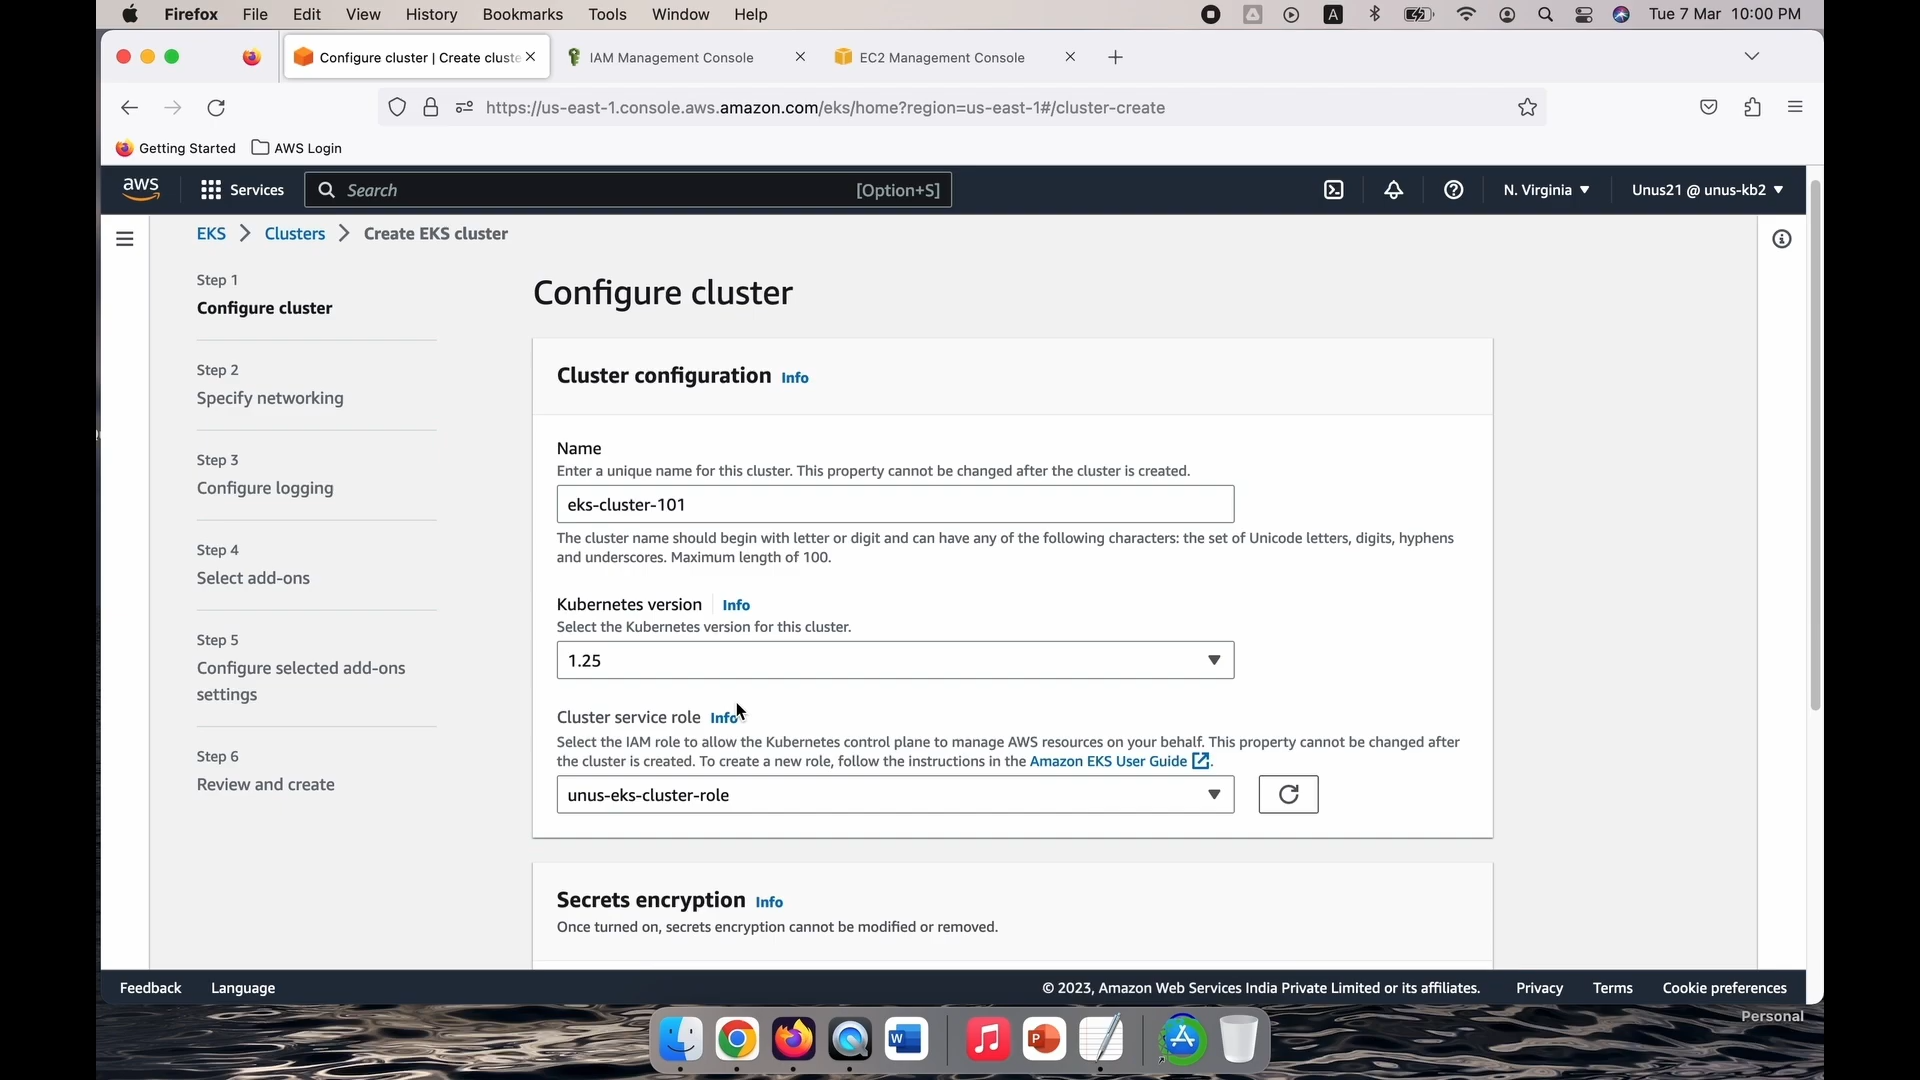 Firefox File Edit View History Bookmarks Tools Window Help A Tue 7 Mar 10:00 PM
Configure cluster | Create cluste IAM Management Console EC2 Management Console
https://us-east-1.console.aws.amazon.com/eks/home?region=us-east-1#/cluster-create
Getting Started AWS Login
aws Services Search [Option+S] N. Virginia Unus21 @ unus-kb2
EKS Clusters Create EKS cluster
Step 1
Configure cluster
Step 2
Specify networking
Step 3
Configure logging
Step 4
Select add-ons
Step 5
Configure selected add-ons
settings
Step 6
Review and create
Configure cluster
Cluster configuration Info
Name
Enter a unique name for this cluster. This property cannot be changed after the cluster is created.
eks-cluster-101
The cluster name should begin with letter or digit and can have any of the following characters: the set of Unicode letters, digits, hyphens
and underscores. Maximum length of 100.
Kubernetes version Info
Select the Kubernetes version for this cluster.
1.25
Cluster service role Info
Select the IAM role to allow the Kubernetes control plane to manage AWS resources on your behalf. This property cannot be changed after
the cluster is created. To create a new role, follow the instructions in the Amazon EKS User Guide.
unus-eks-cluster-role
Secrets encryption Info
Once turned on, secrets encryption cannot be modified or removed.
Feedback Language © 2023, Amazon Web Services India Private Limited or its affiliates. Privacy Terms Cookie preferences
Personal
W P